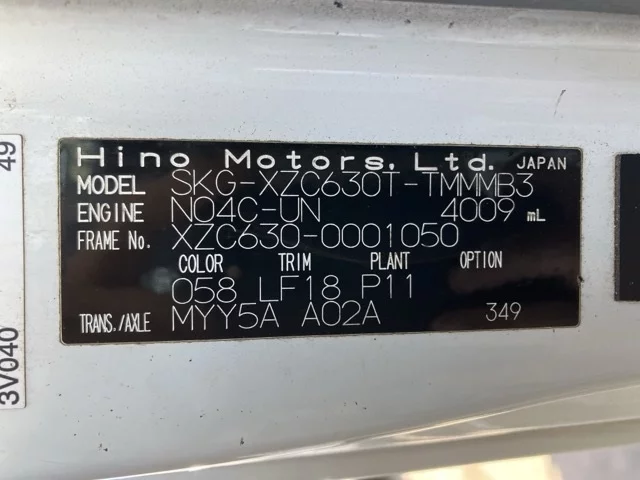 Hino Motors, Ltd. JAPAN
MODEL SKG-XZC630T-TMMMB3
ENGINE N04C-UN 4009 mL
FRAME No. XZC630-0001050
COLOR TRIM PLANT OPTION
058 LF18 P11
TRANS./AXLE MYY5A A02A 349
49
3V040